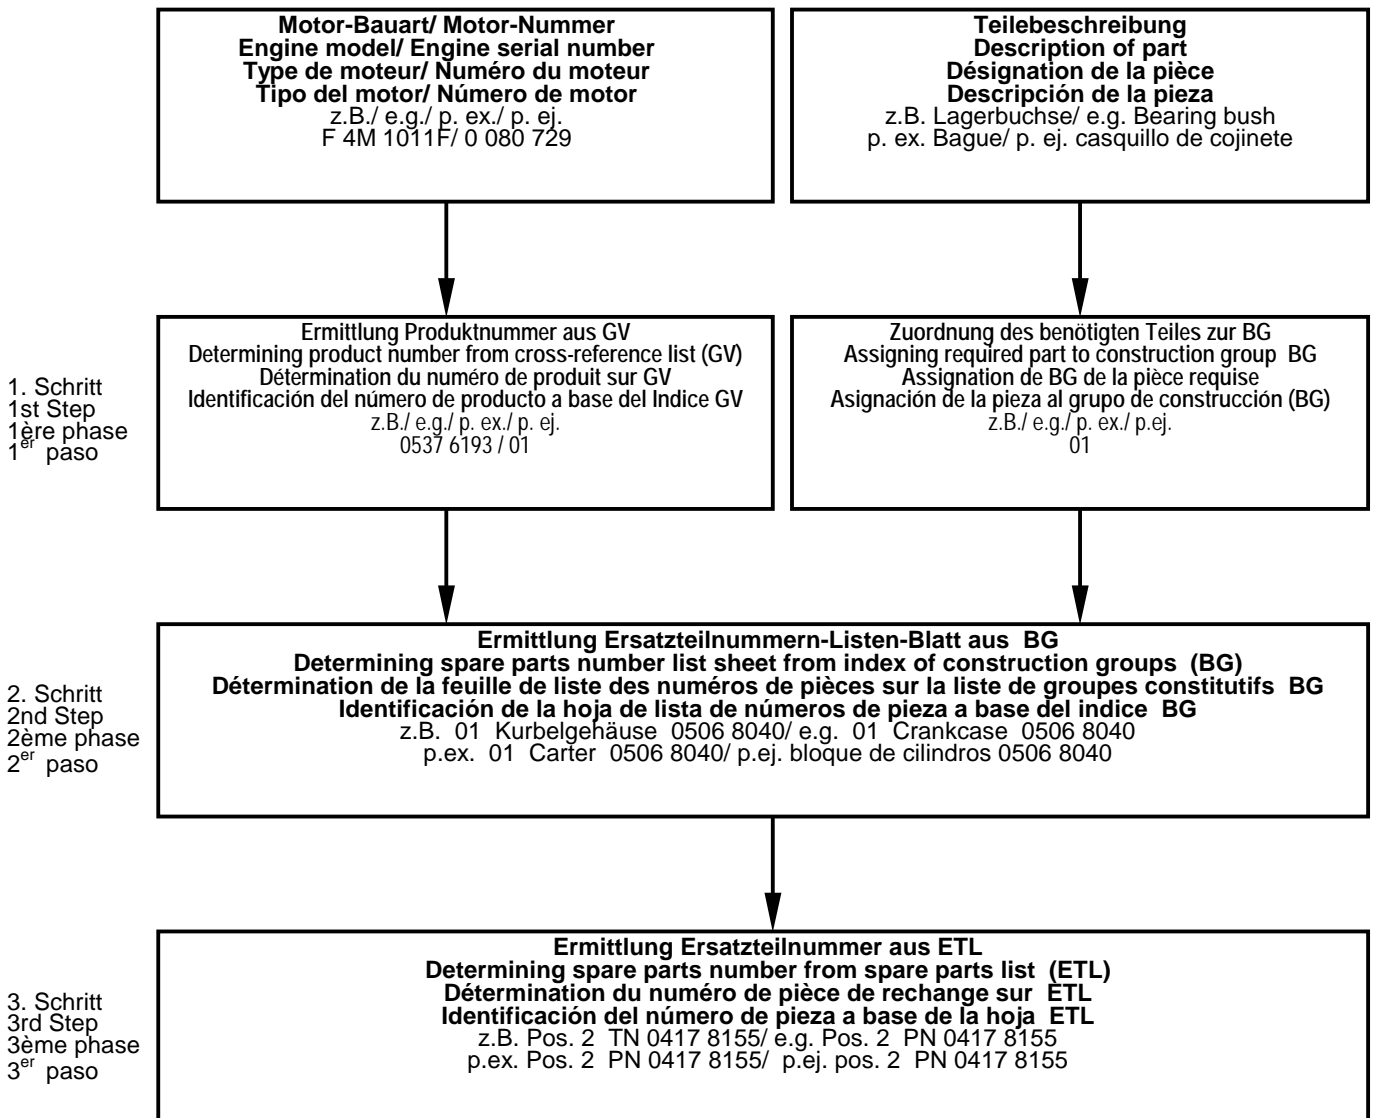 Motor-Bauart/ Motor-Nummer
Engine model/ Engine serial number
Type de moteur/ Numéro du moteur
Tipo del motor/ Número de motor
z.B./ e.g./ p. ex./ p. ej.
F 4M 1011F/ 0 080 729
Teilebeschreibung
Description of part
Désignation de la pièce
Descripción de la pieza
z.B. Lagerbuchse/ e.g. Bearing bush
p. ex. Bague/ p. ej. casquillo de cojinete
1. Schritt
1st Step
1ère phase
1er paso
Ermittlung Produktnummer aus GV
Determining product number from cross-reference list (GV)
Détermination du numéro de produit sur GV
Identificación del número de producto a base del Indice GV
z.B./ e.g./ p. ex./ p. ej.
0537 6193 / 01
Zuordnung des benötigten Teiles zur BG
Assigning required part to construction group BG
Assignation de BG de la pièce requise
Asignación de la pieza al grupo de construcción (BG)
z.B./ e.g./ p. ex./ p.ej.
01
2. Schritt
2nd Step
2ème phase
2er paso
Ermittlung Ersatzteilnummern-Listen-Blatt aus BG
Determining spare parts number list sheet from index of construction groups (BG)
Détermination de la feuille de liste des numéros de pièces sur la liste de groupes constitutifs BG
Identificación de la hoja de lista de números de pieza a base del indice BG
z.B. 01 Kurbelgehäuse 0506 8040/ e.g. 01 Crankcase 0506 8040
p.ex. 01 Carter 0506 8040/ p.ej. bloque de cilindros 0506 8040
3. Schritt
3rd Step
3ème phase
3er paso
Ermittlung Ersatzteilnummer aus ETL
Determining spare parts number from spare parts list (ETL)
Détermination du numéro de pièce de rechange sur ETL
Identificación del número de pieza a base de la hoja ETL
z.B. Pos. 2 TN 0417 8155/ e.g. Pos. 2 PN 0417 8155
p.ex. Pos. 2 PN 0417 8155/ p.ej. pos. 2 PN 0417 8155